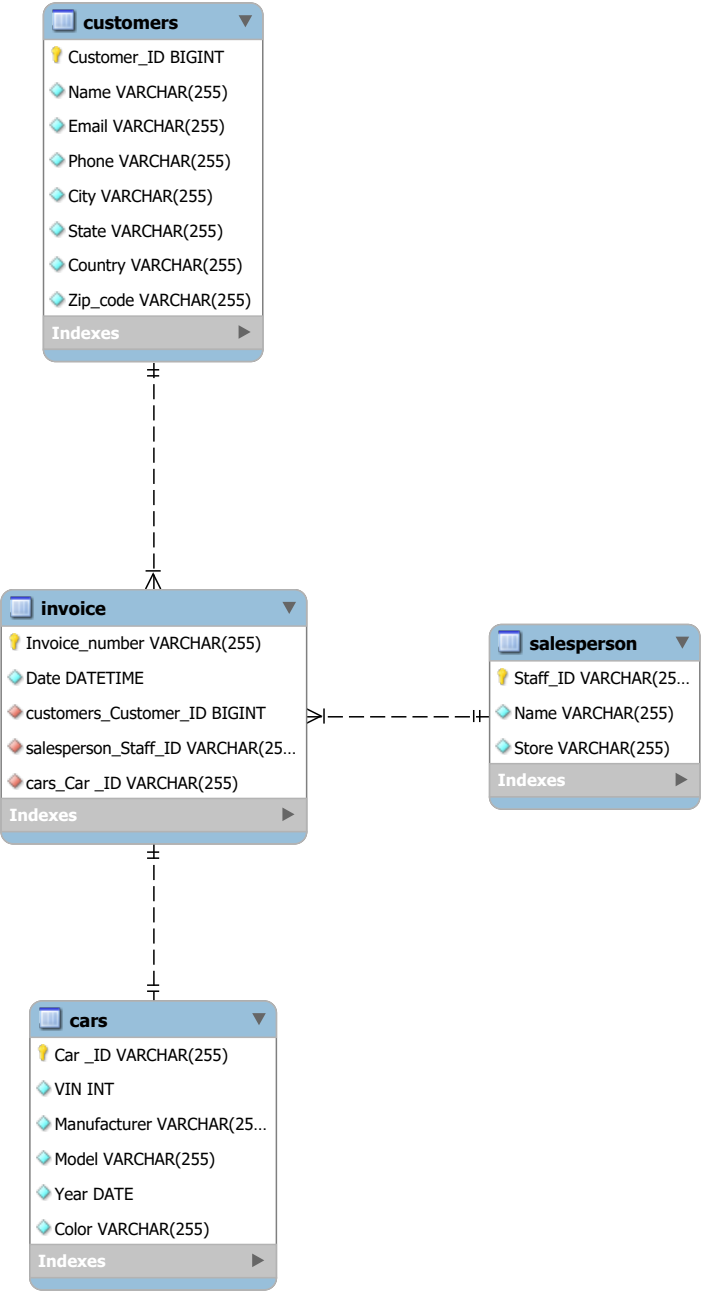 customers
Customer_ID BIGINT
Name VARCHAR(255)
Email VARCHAR(255)
Phone VARCHAR(255)
City VARCHAR(255)
State VARCHAR(255)
Country VARCHAR(255)
Zip_code VARCHAR(255)
Indexes
invoice
Invoice_number VARCHAR(255)
Date DATETIME
customers_Customer_ID BIGINT
salesperson_Staff_ID VARCHAR(25...
cars_Car _ID VARCHAR(255)
Indexes
salesperson
Staff_ID VARCHAR(25...
Name VARCHAR(255)
Store VARCHAR(255)
Indexes
cars
Car _ID VARCHAR(255)
VIN INT
Manufacturer VARCHAR(25...
Model VARCHAR(255)
Year DATE
Color VARCHAR(255)
Indexes